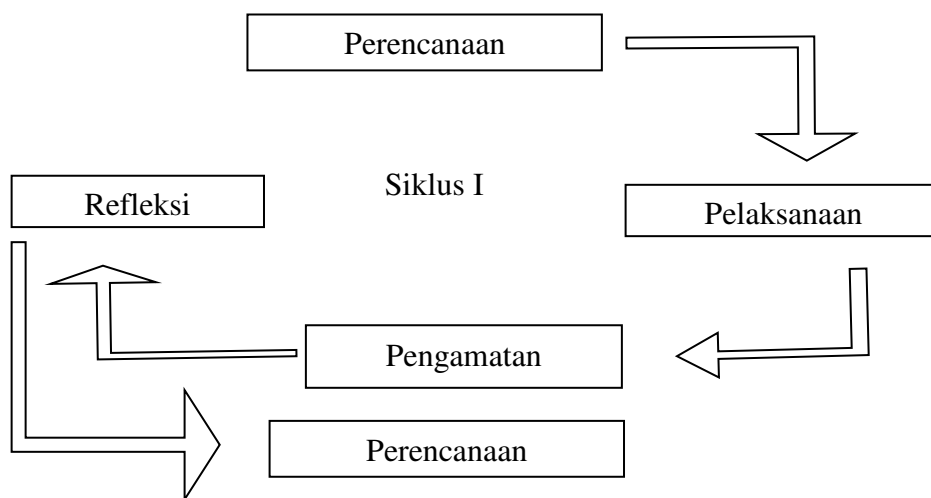 Perencanaan
Siklus I
Refleksi
Pelaksanaan
Pengamatan
Perencanaan